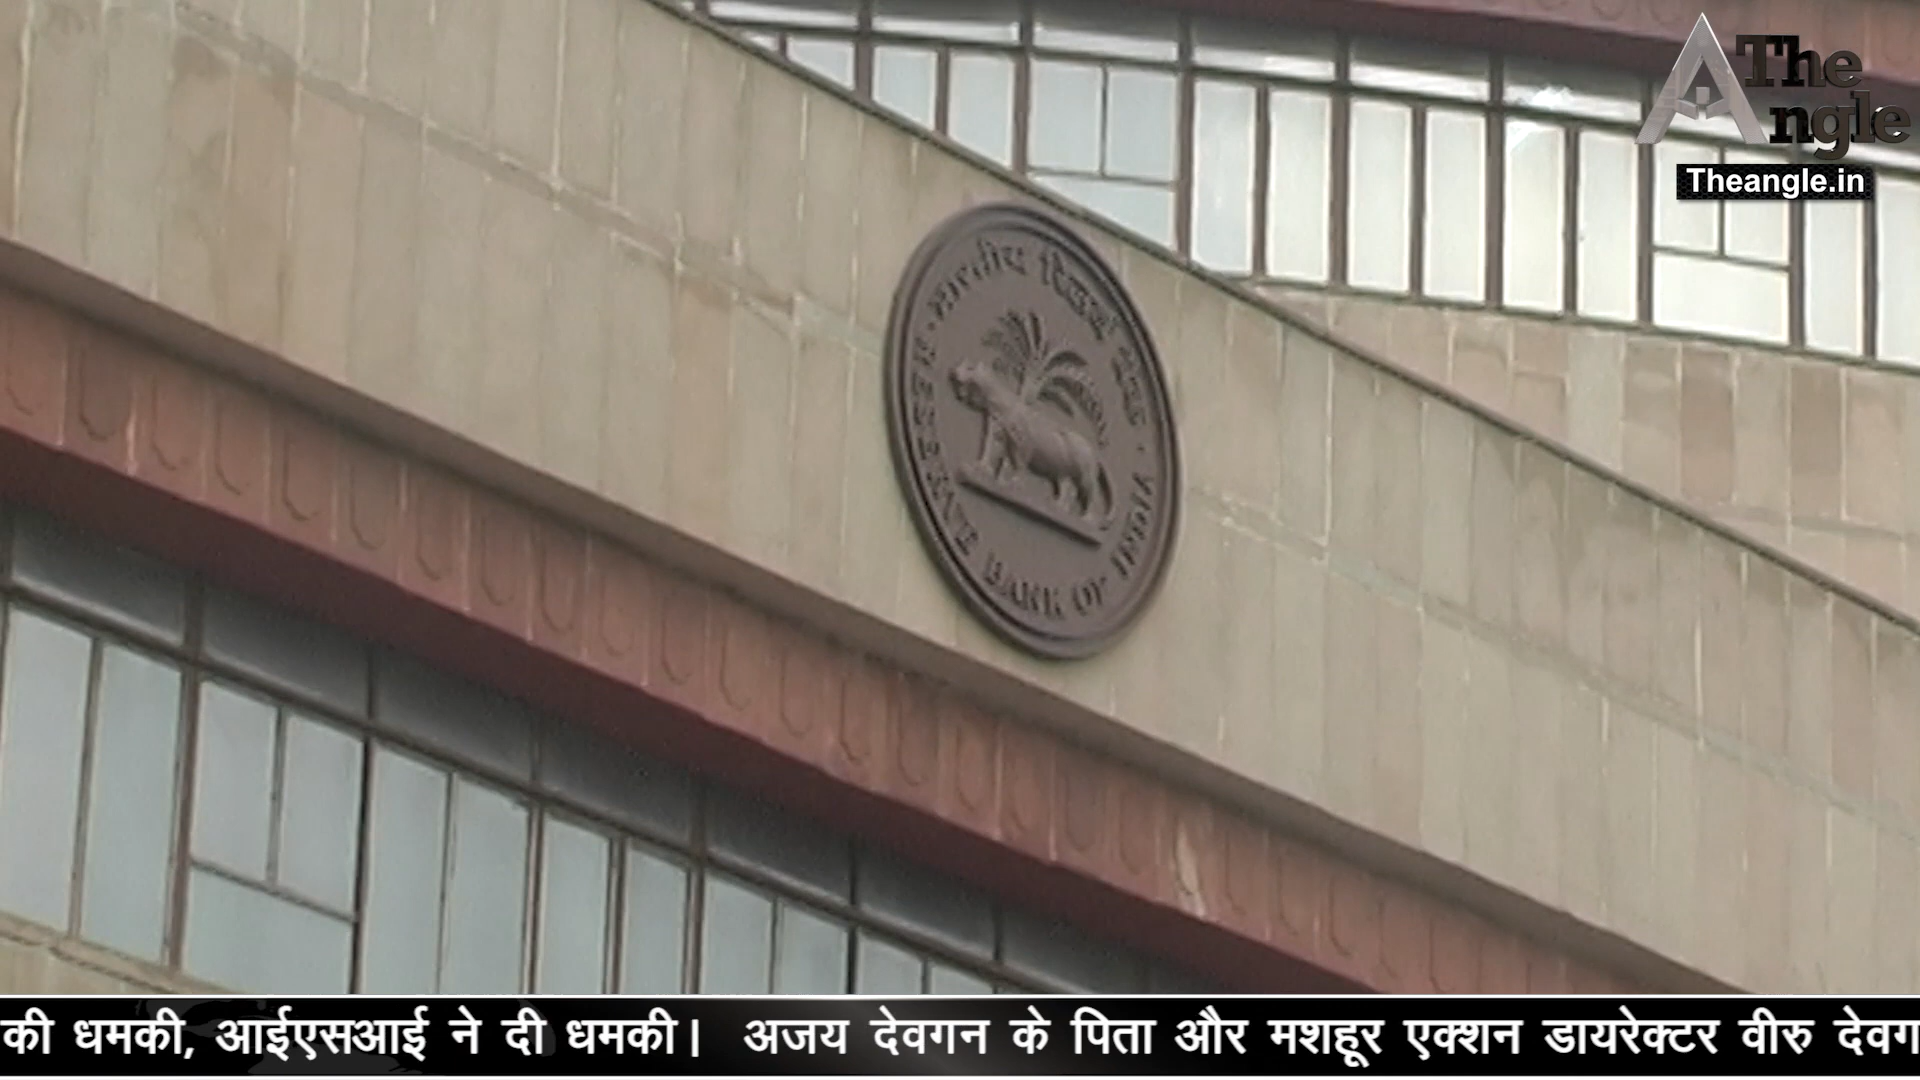 The
Angle
Theangle.in
भारतीय रिज़र्व बैंक
RESERVE BANK OF INDIA
की धमकी, आईएसआई ने दी धमकी। अजय देवगन के पिता और मशहूर एक्शन डायरेक्टर वीरु देवग